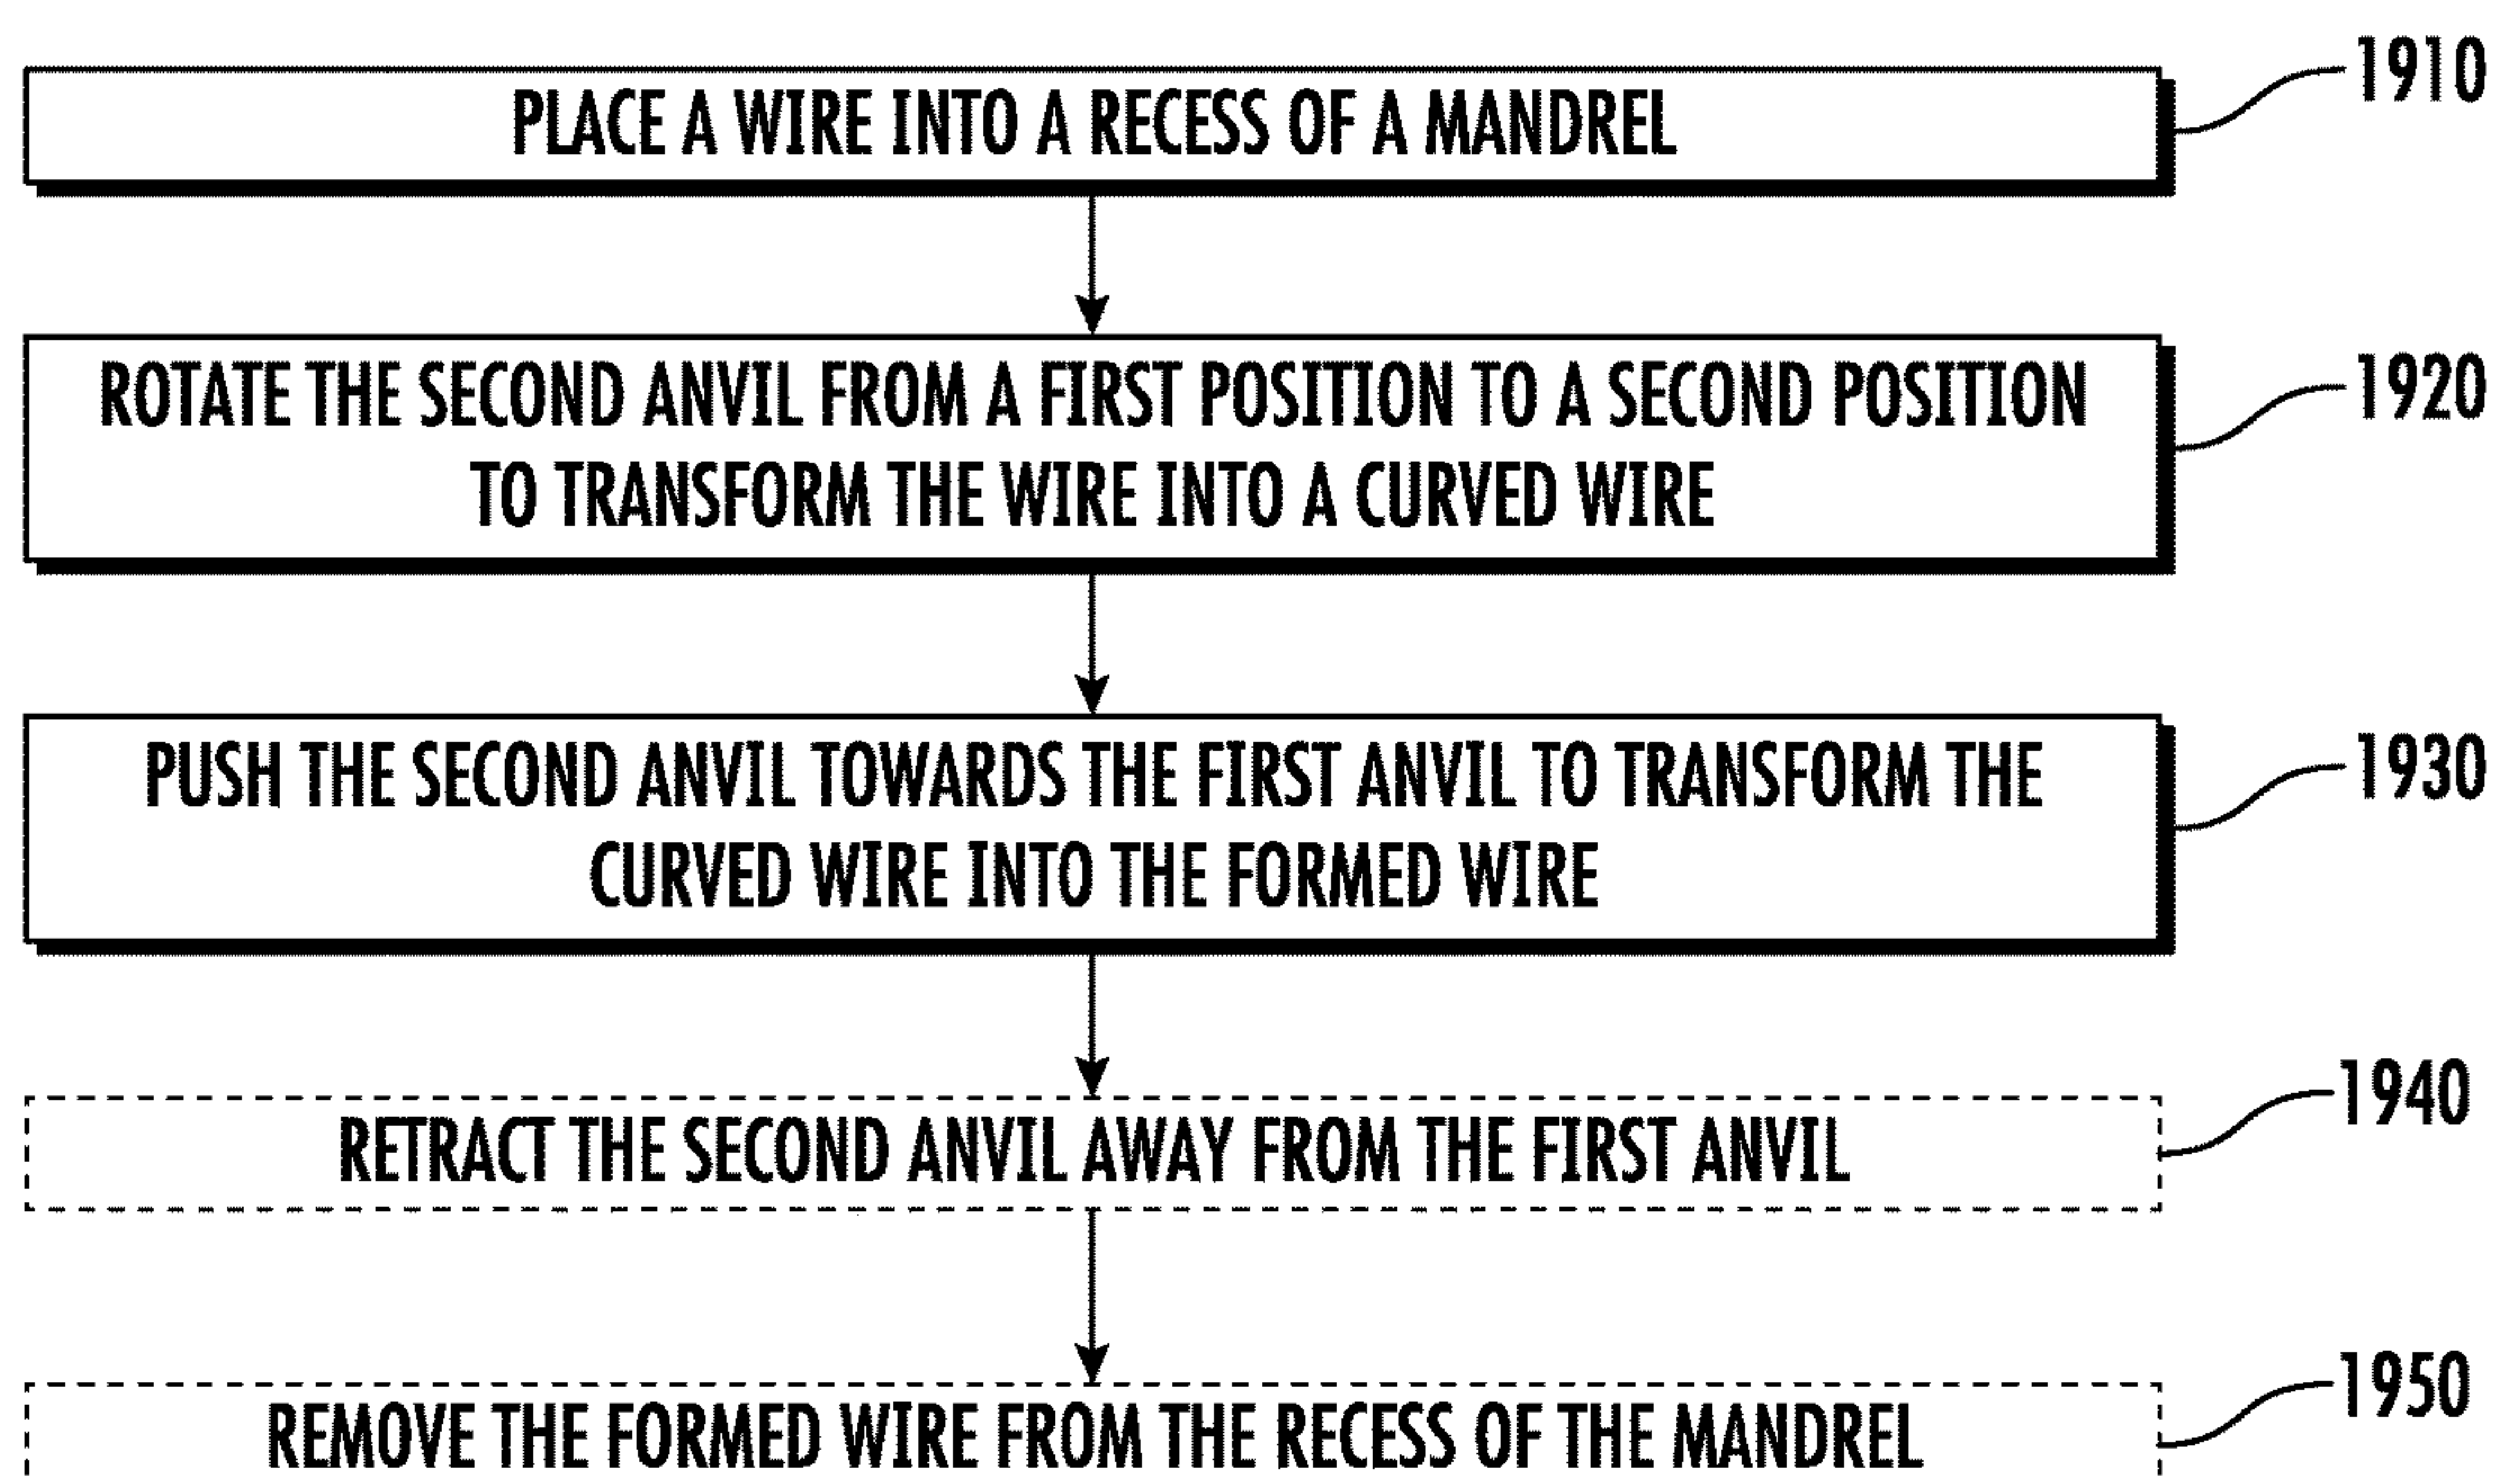 PLACE A WIRE INTO A RECESS OF A MANDREL
1910
ROTATE THE SECOND ANVIL FROM A FIRST POSITION TO A SECOND POSITION
TO TRANSFORM THE WIRE INTO A CURVED WIRE
1920
PUSH THE SECOND ANVIL TOWARDS THE FIRST ANVIL TO TRANSFORM THE
CURVED WIRE INTO THE FORMED WIRE
1930
RETRACT THE SECOND ANVIL AWAY FROM THE FIRST ANVIL
1940
REMOVE THE FORMED WIRE FROM THE RECESS OF THE MANDREL
1950